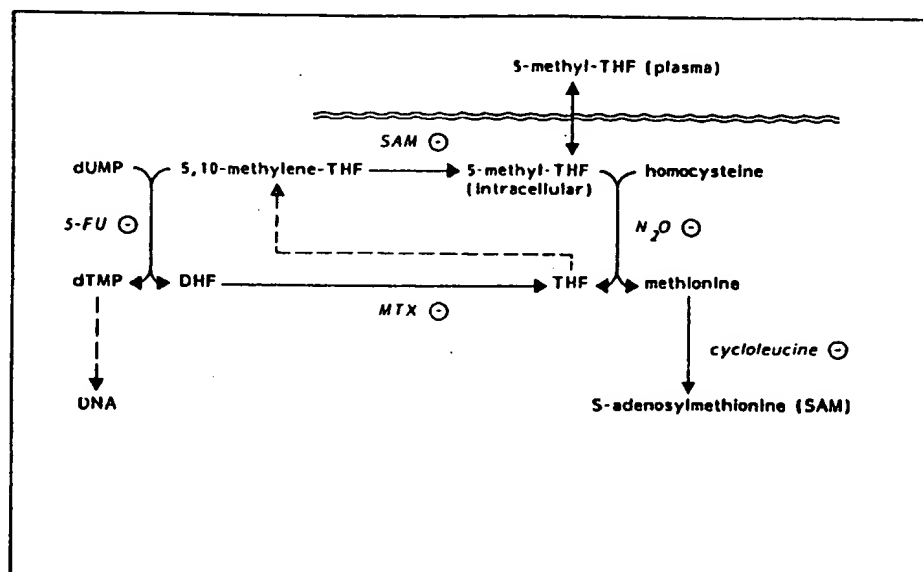 5-methyl-THF (plasma)
SAM ⊖
dUMP 5,10-methylene-THF 5-methyl-THF homocysteine
(intracellular)
5-FU ⊖ N₂O ⊖
dTMP DHF THF methionine
MTX ⊖
cycloleucine ⊖
DNA S-adenosylmethionine (SAM)